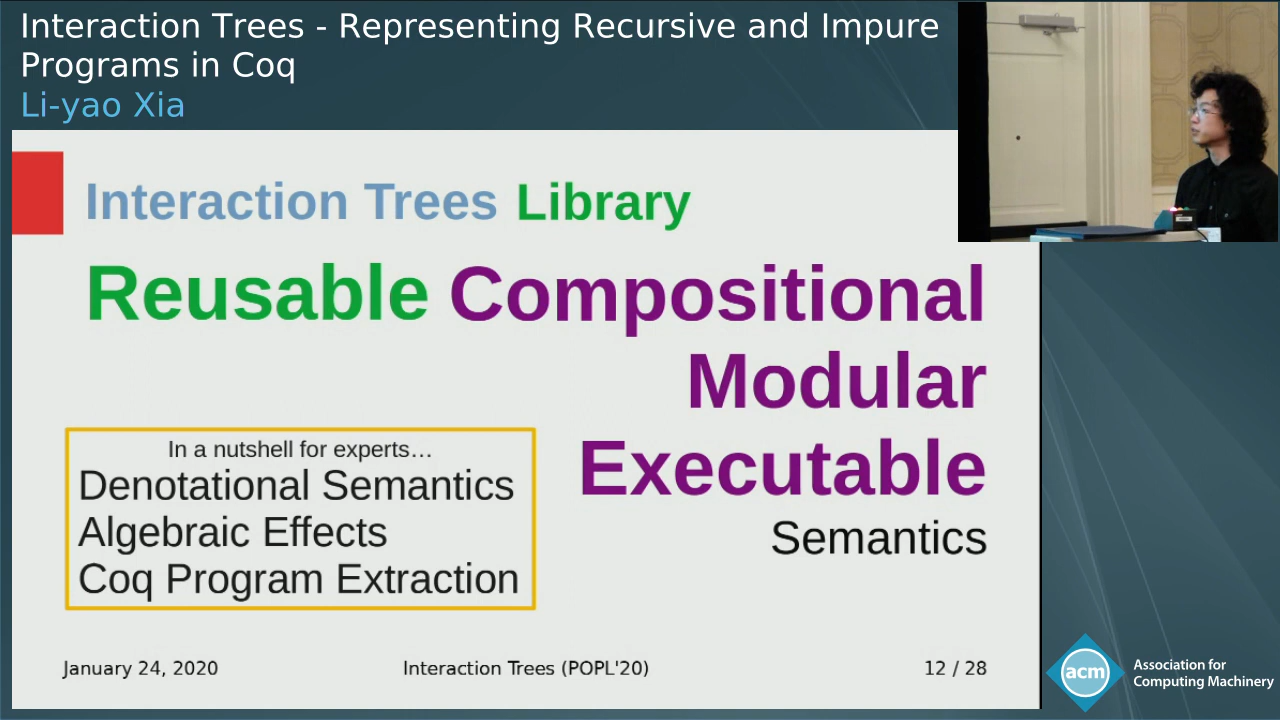 Interaction Trees - Representing Recursive and Impure
Programs in Coq
Li-yao Xia
Interaction Trees Library
Reusable Compositional
Modular
Executable
Semantics
In a nutshell for experts…
Denotational Semantics
Algebraic Effects
Coq Program Extraction
January 24, 2020
Interaction Trees (POPL'20)
12 / 28
acm
Association for
Computing Machinery